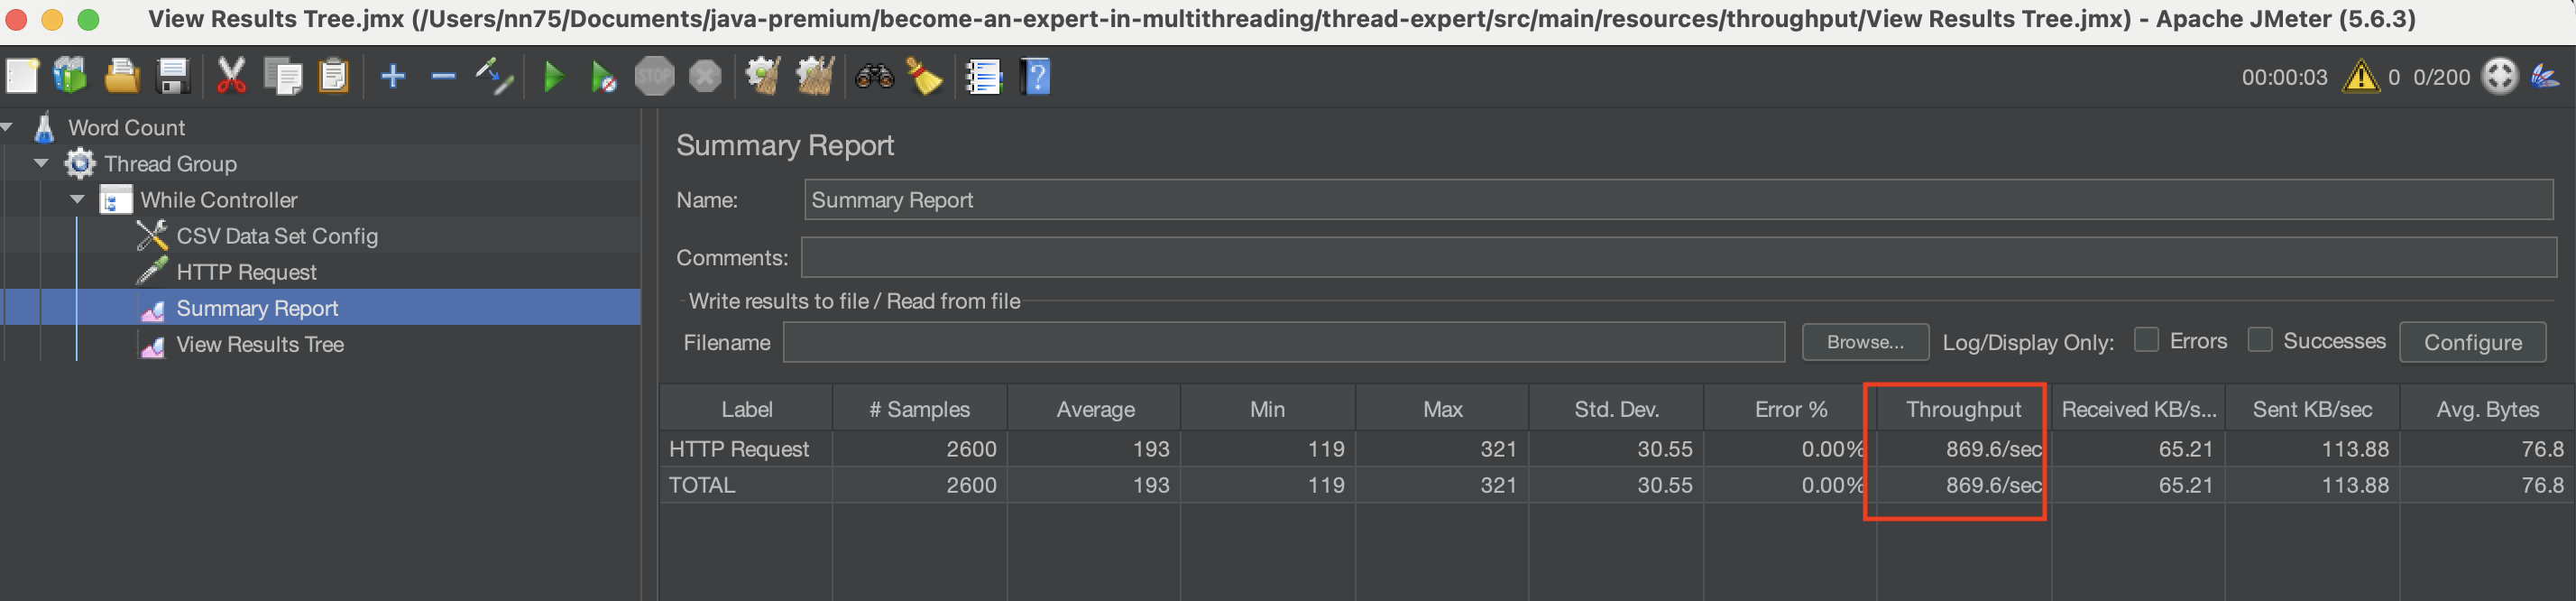 View Results Tree.jmx (/Users/nn75/Documents/java-premium/become-an-expert-in-multithreading/thread-expert/src/main/resources/throughput/View Results Tree.jmx) - Apache JMeter (5.6.3)
STOP
00:00:03 0 0/200
Word Count
Thread Group
While Controller
CSV Data Set Config
HTTP Request
Summary Report
View Results Tree
Summary Report
Name: Summary Report
Comments:
Write results to file / Read from file
Filename Browse... Log/Display Only: Errors Successes Configure
Label # Samples Average Min Max Std. Dev. Error % Throughput Received KB/s... Sent KB/sec Avg. Bytes
HTTP Request 2600 193 119 321 30.55 0.00% 869.6/sec 65.21 113.88 76.8
TOTAL 2600 193 119 321 30.55 0.00% 869.6/sec 65.21 113.88 76.8